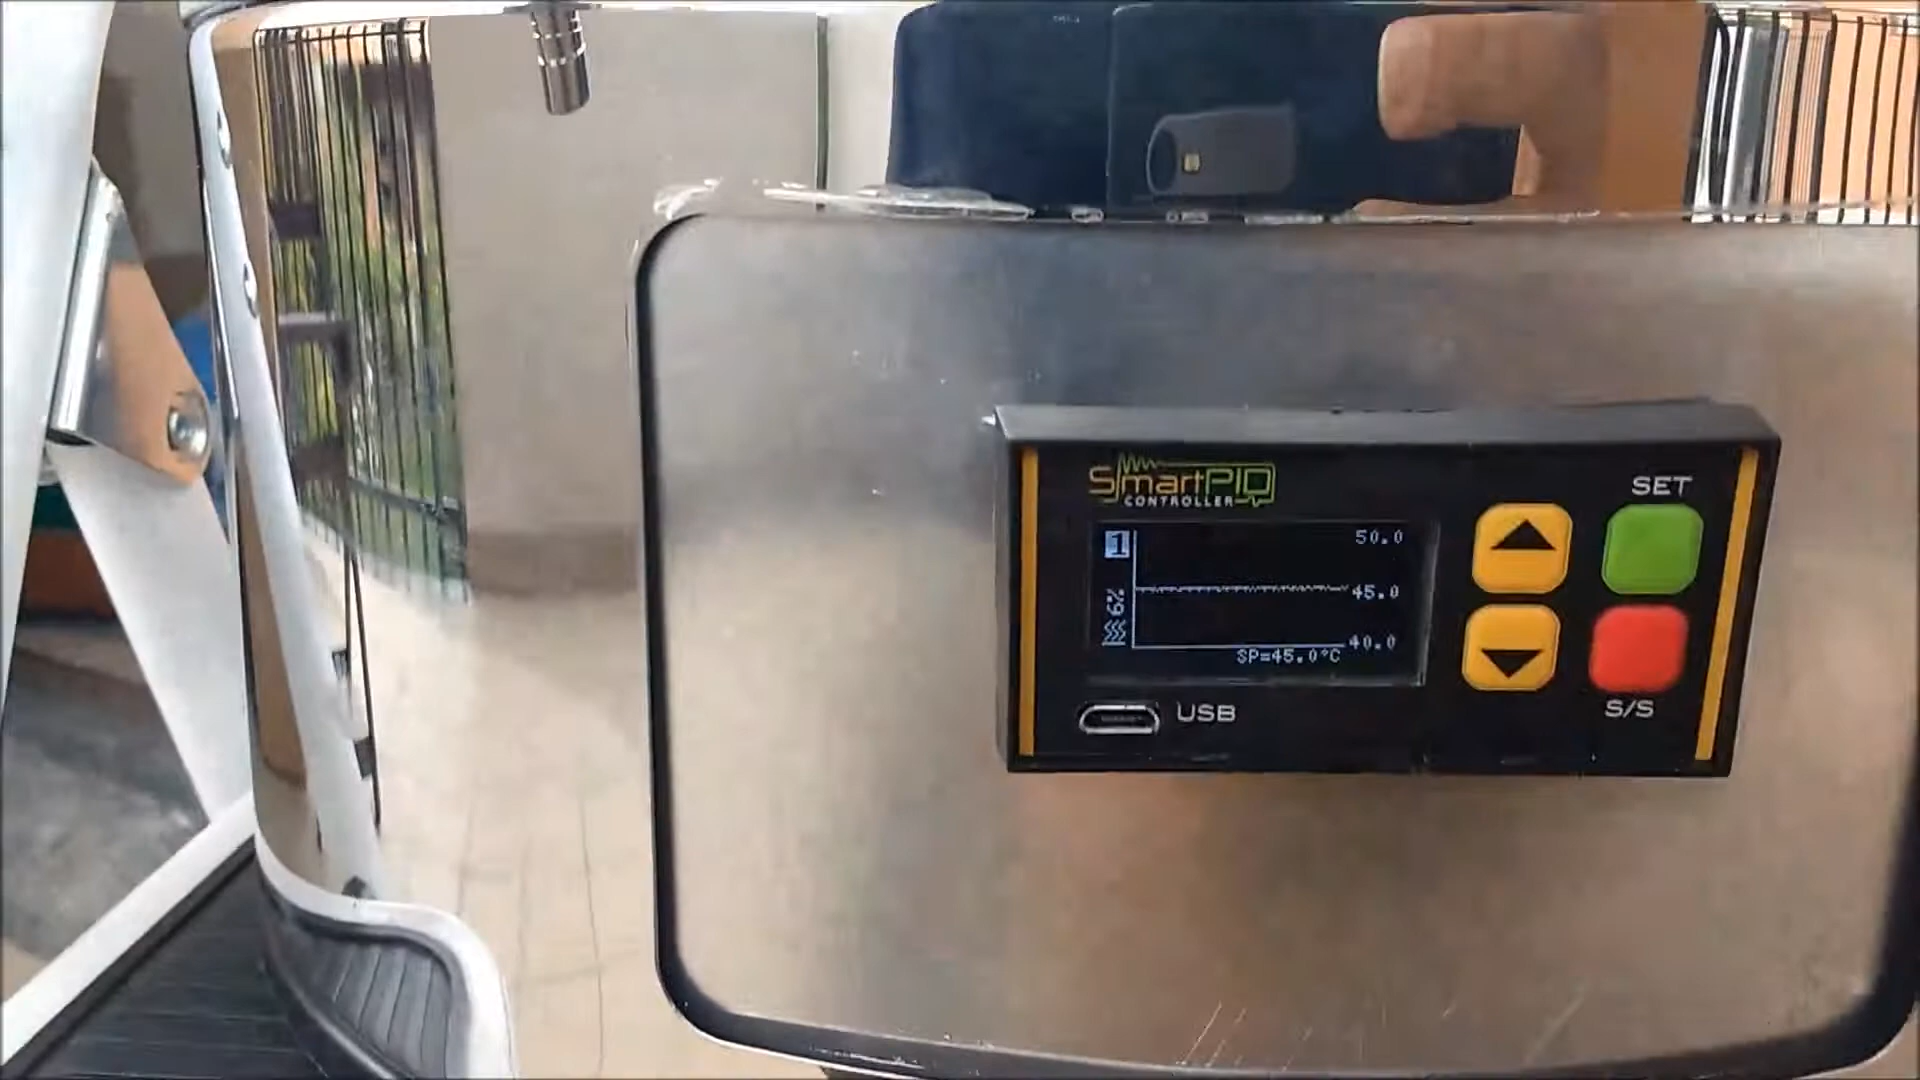 SmartPID
CONTROLLER
SET
1
50.0
45.0
6%
40.0
SP=45.0°C
USB
S/S